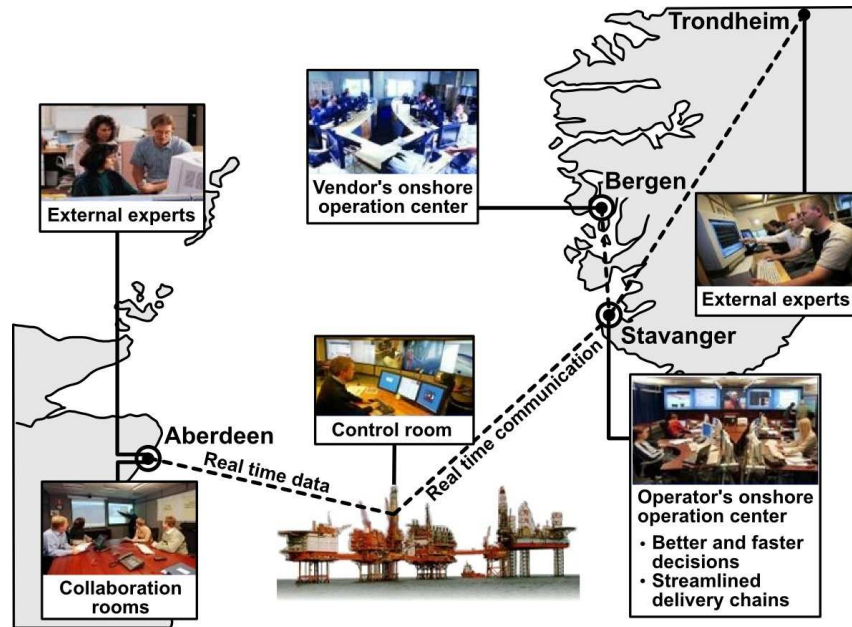 Trondheim
External experts
Vendor's onshore
operation center
Bergen
External experts
Stavanger
Control room
Real time communication
Aberdeen
Real time data
Collaboration
rooms
Operator's onshore
operation center
• Better and faster
decisions
• Streamlined
delivery chains